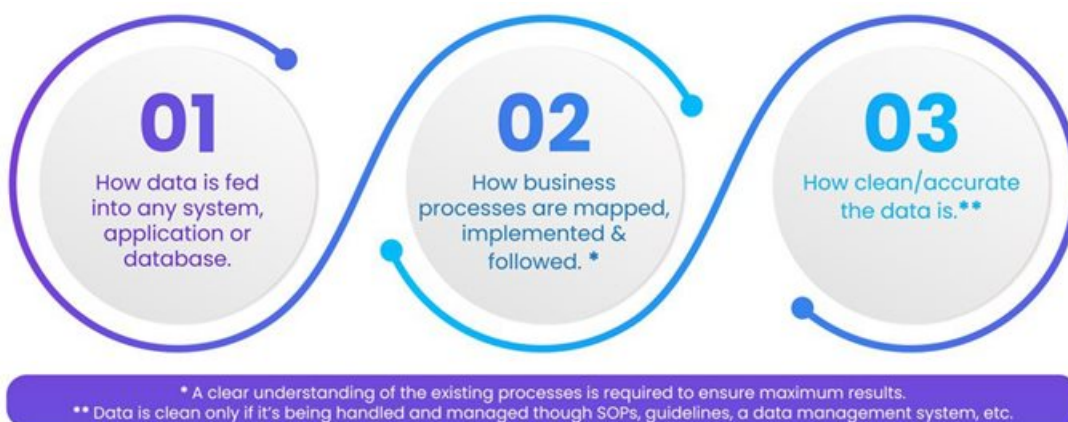 01
How data is fed
into any system,
application or
database.
02
How business
processes are mapped,
implemented &
followed. *
03
How clean/accurate
the data is.**
* A clear understanding of the existing processes is required to ensure maximum results.
** Data is clean only if it's being handled and managed though SOPs, guidelines, a data management system, etc.